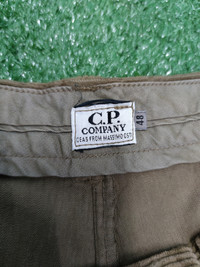 C.P.
COMPANY
IDEAS FROM MASSIMO OSTI
48